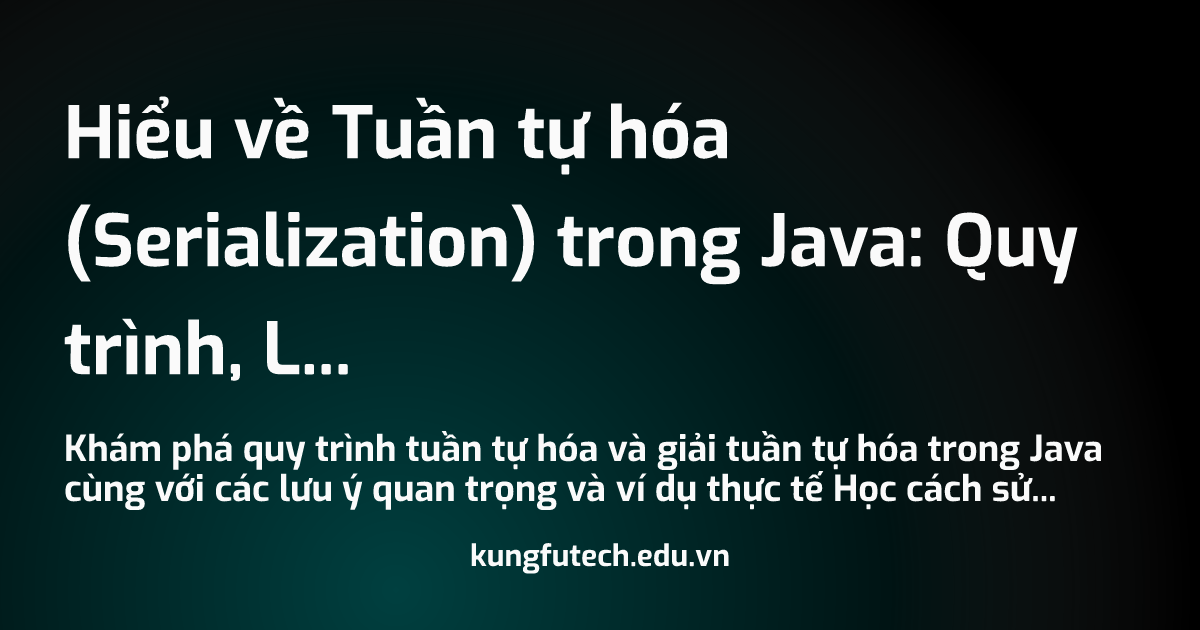 Hiểu về Tuần tự hóa
(Serialization) trong Java: Quy
trình, L...
Khám phá quy trình tuần tự hóa và giải tuần tự hóa trong Java
cùng với các lưu ý quan trọng và ví dụ thực tế Học cách sử...
kungfutech.edu.vn